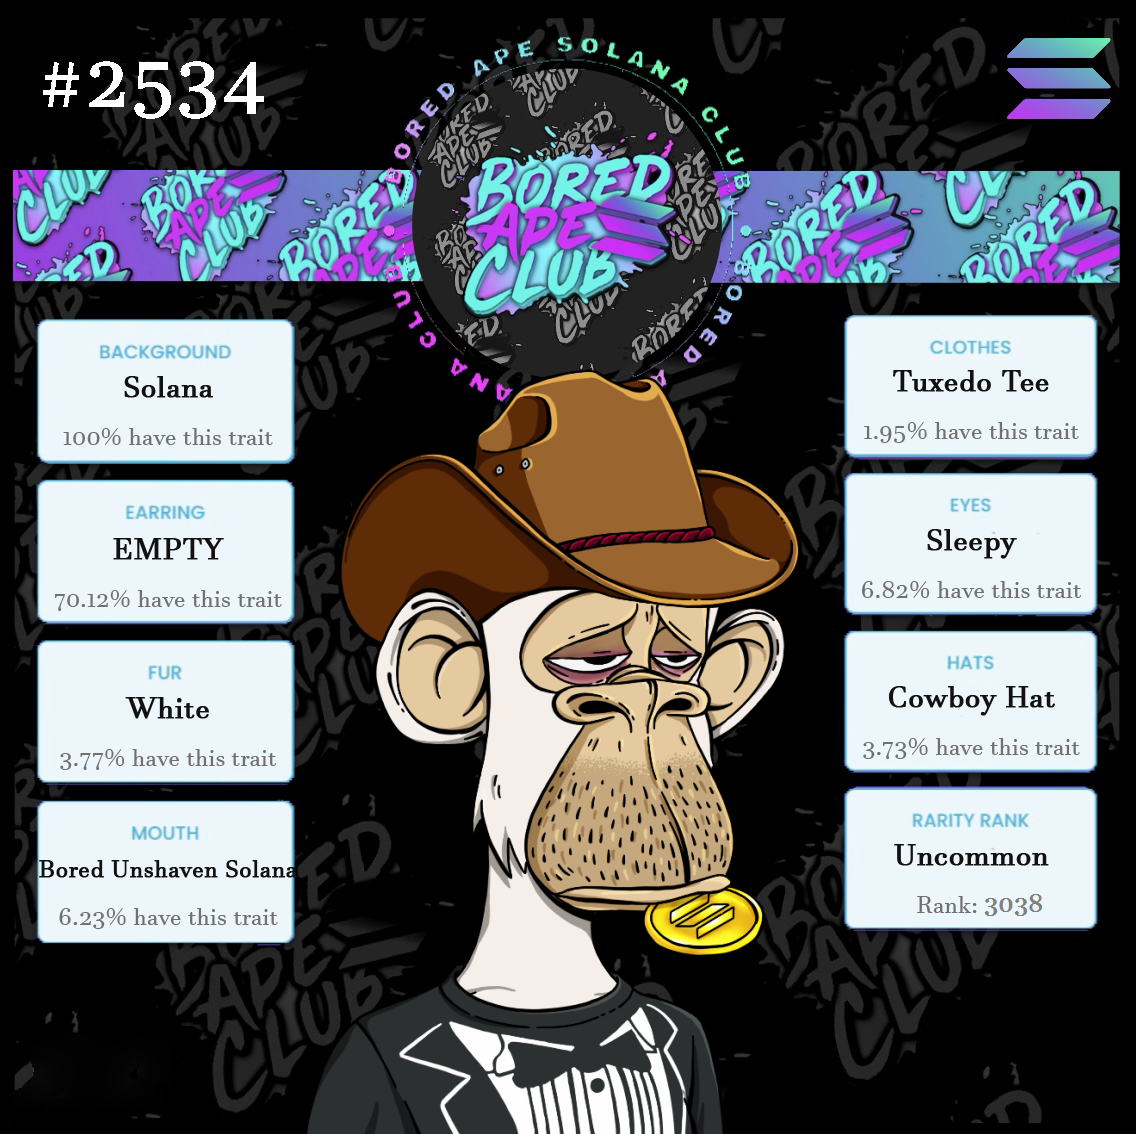 #2534
BORED APE SOLANA CLUB
BORED
APE
CLUB
BACKGROUND
Solana
100% have this trait
EARRING
EMPTY
70.12% have this trait
FUR
White
3.77% have this trait
MOUTH
Bored Unshaven Solana
6.23% have this trait
CLOTHES
Tuxedo Tee
1.95% have this trait
EYES
Sleepy
6.82% have this trait
HATS
Cowboy Hat
3.73% have this trait
RARITY RANK
Uncommon
Rank: 3038